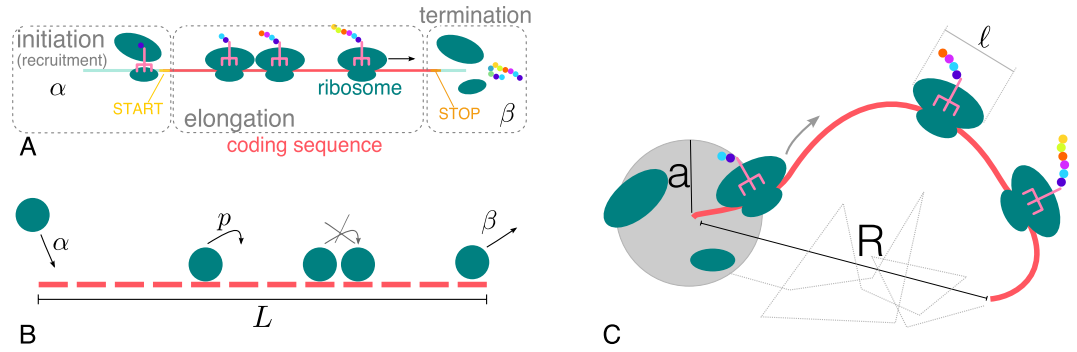 initiation
(recruitment)
α
START
elongation
coding sequence
ribosome
termination
STOP
β
A
α
p
β
L
B
a
R
ℓ
C